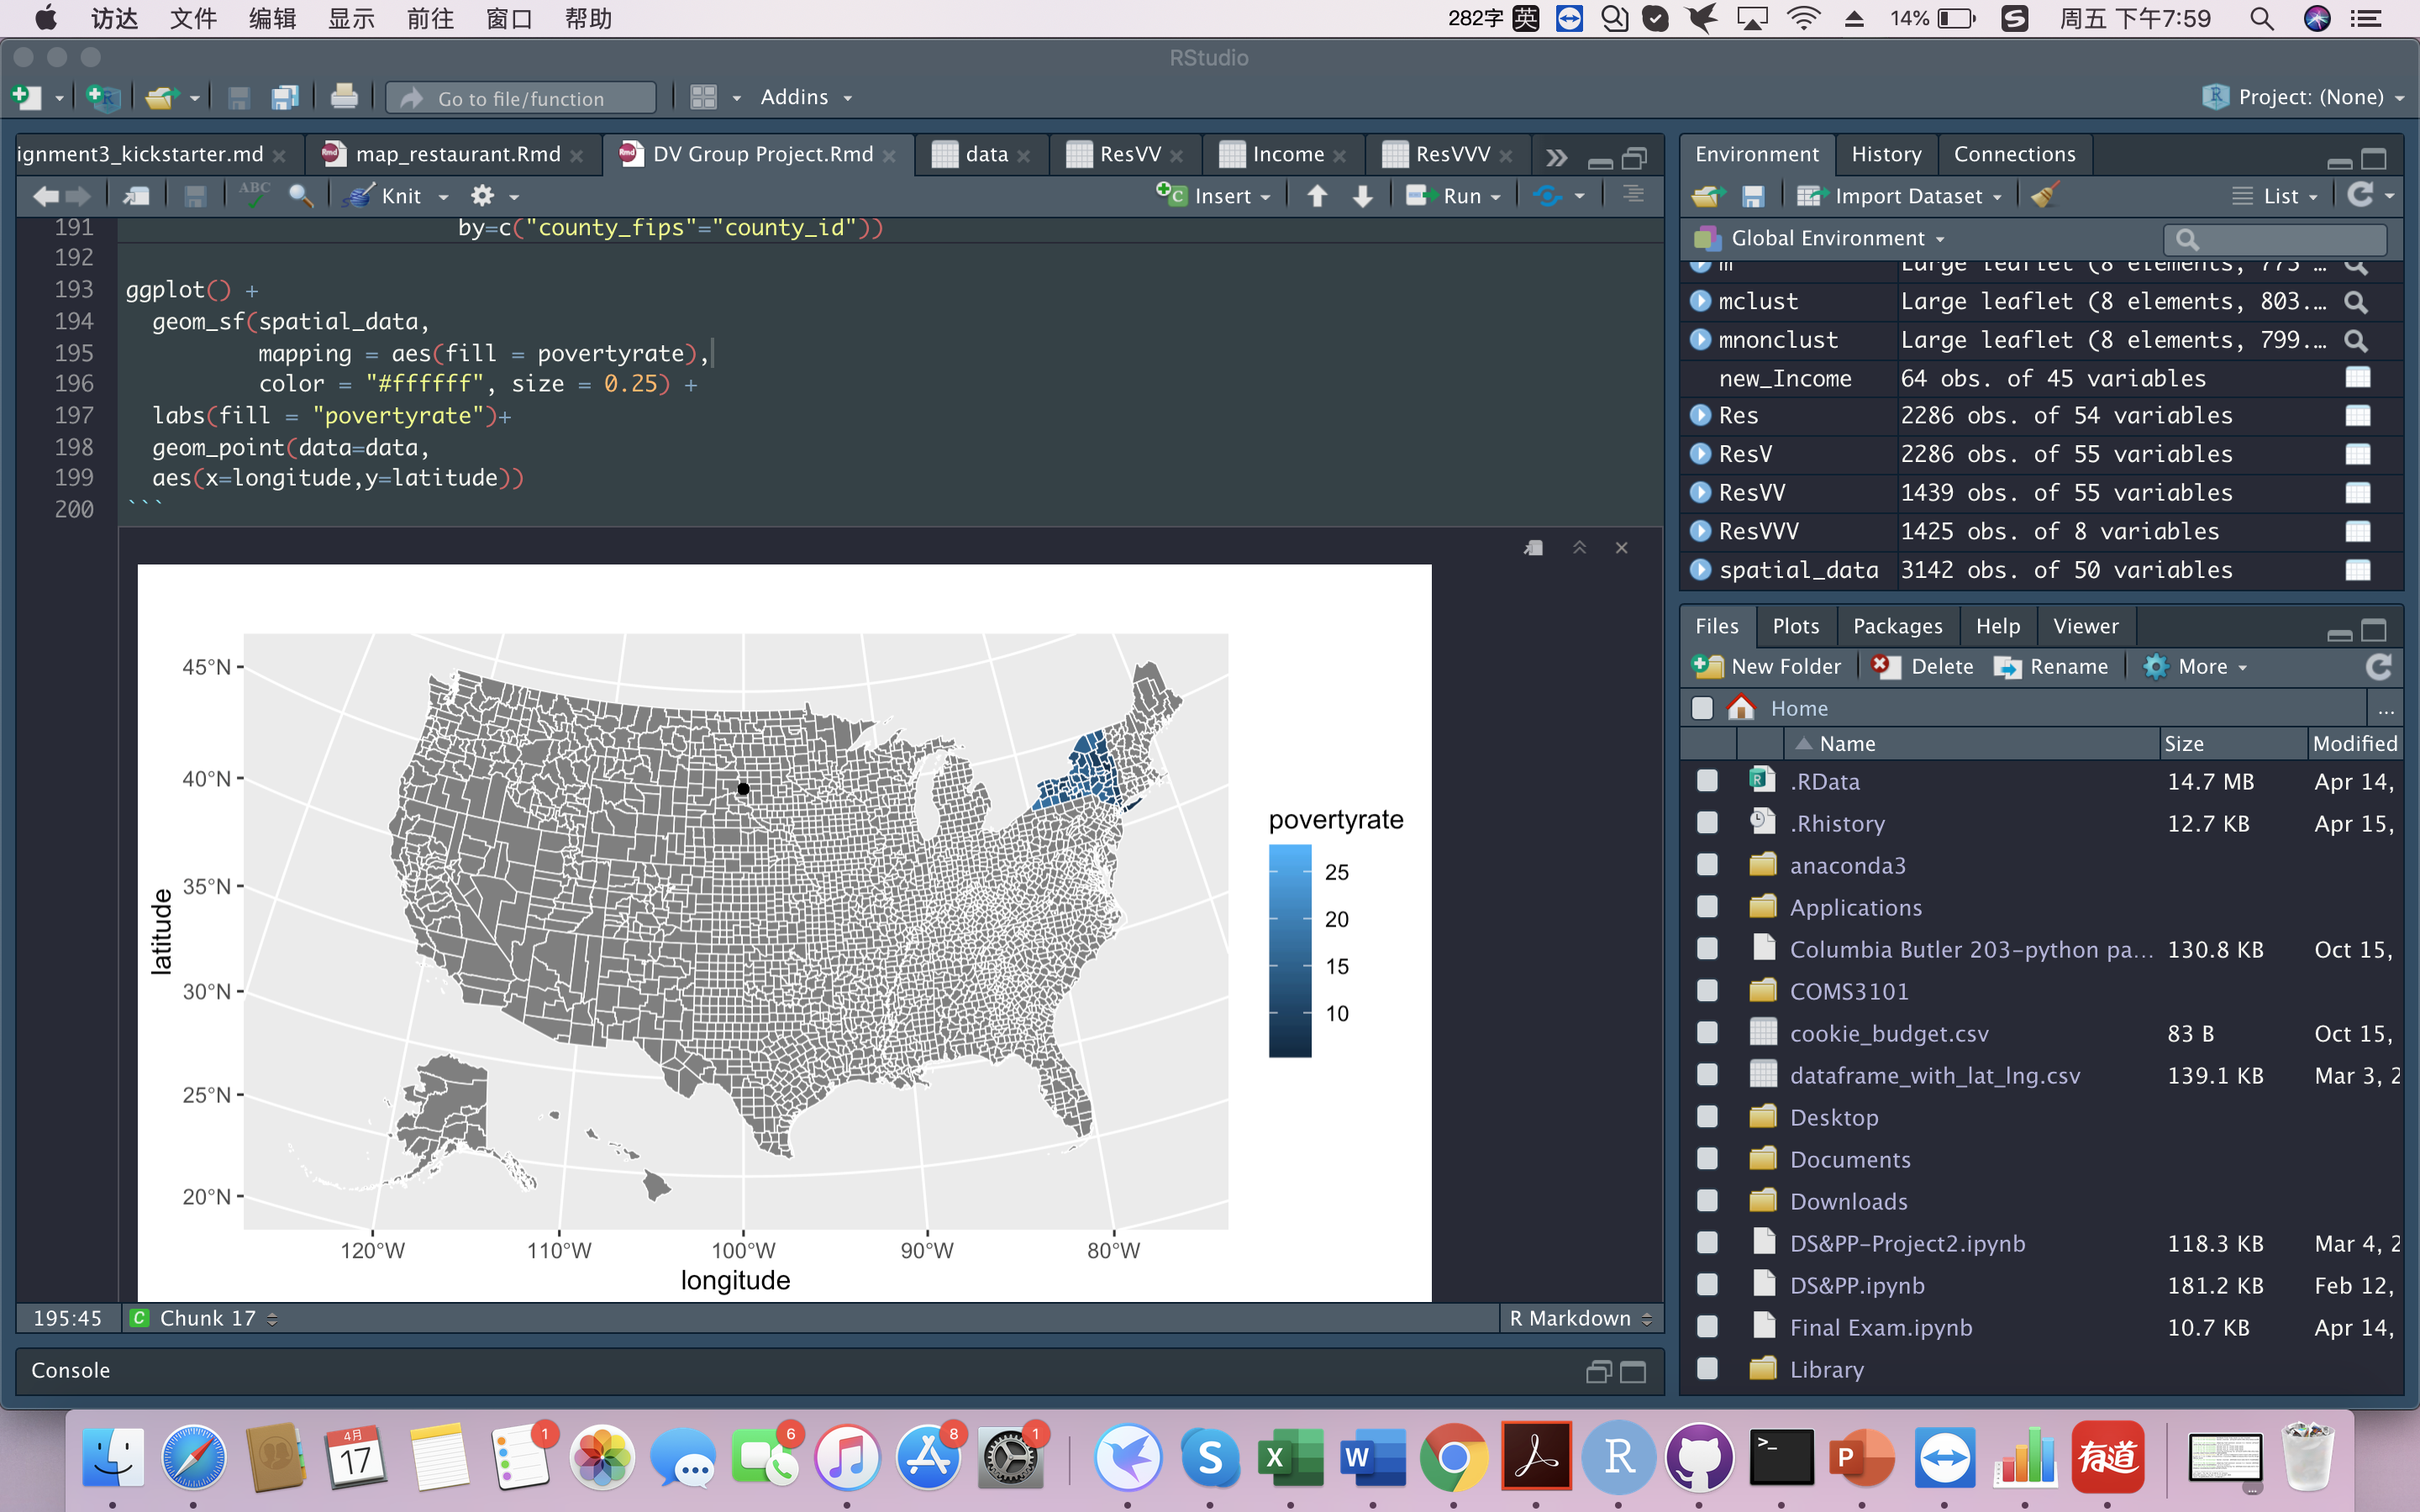 访达 文件 编辑 显示 前往 窗口 帮助 282字 英 14% S 周五 下午7:59
RStudio
Go to file/function Addins Project: (None)
ignment3_kickstarter.md map_restaurant.Rmd DV Group Project.Rmd data ResVV Income ResVVV
ABC Knit Insert Run
191 by=c("county_fips"="county_id"))
192
193 ggplot() +
194 geom_sf(spatial_data,
195 mapping = aes(fill = povertyrate),
196 color = "#ffffff", size = 0.25) +
197 labs(fill = "povertyrate")+
198 geom_point(data=data,
199 aes(x=longitude,y=latitude))
200 ```
45°N
40°N
35°N
30°N
25°N
20°N
latitude
120°W 110°W 100°W 90°W 80°W
longitude
povertyrate
25
20
15
10
195:45 C Chunk 17 R Markdown
Console
Environment History Connections
Import Dataset List
Global Environment
m Large leaflet (8 elements, 773 …
mclust Large leaflet (8 elements, 803.…
mnonclust Large leaflet (8 elements, 799.…
new_Income 64 obs. of 45 variables
Res 2286 obs. of 54 variables
ResV 2286 obs. of 55 variables
ResVV 1439 obs. of 55 variables
ResVVV 1425 obs. of 8 variables
spatial_data 3142 obs. of 50 variables
Files Plots Packages Help Viewer
New Folder Delete Rename More
Home ...
Name Size Modified
.RData 14.7 MB Apr 14,
.Rhistory 12.7 KB Apr 15,
anaconda3
Applications
Columbia Butler 203-python pa... 130.8 KB Oct 15,
COMS3101
cookie_budget.csv 83 B Oct 15,
dataframe_with_lat_lng.csv 139.1 KB Mar 3, 2
Desktop
Documents
Downloads
DS&PP-Project2.ipynb 118.3 KB Mar 4, 2
DS&PP.ipynb 181.2 KB Feb 12,
Final Exam.ipynb 10.7 KB Apr 14,
Library
4月
17 1 6 8 1 S X W R >_ P 有道